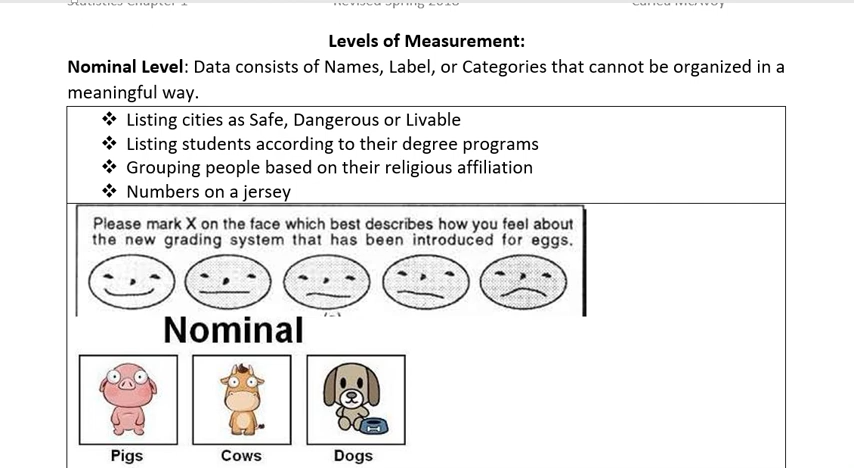 Levels of Measurement:
Nominal Level: Data consists of Names, Label, or Categories that cannot be organized in a
meaningful way.
❖ Listing cities as Safe, Dangerous or Livable
❖ Listing students according to their degree programs
❖ Grouping people based on their religious affiliation
❖ Numbers on a jersey
Please mark X on the face which best describes how you feel about
the new grading system that has been introduced for eggs.
Nominal
Pigs Cows Dogs